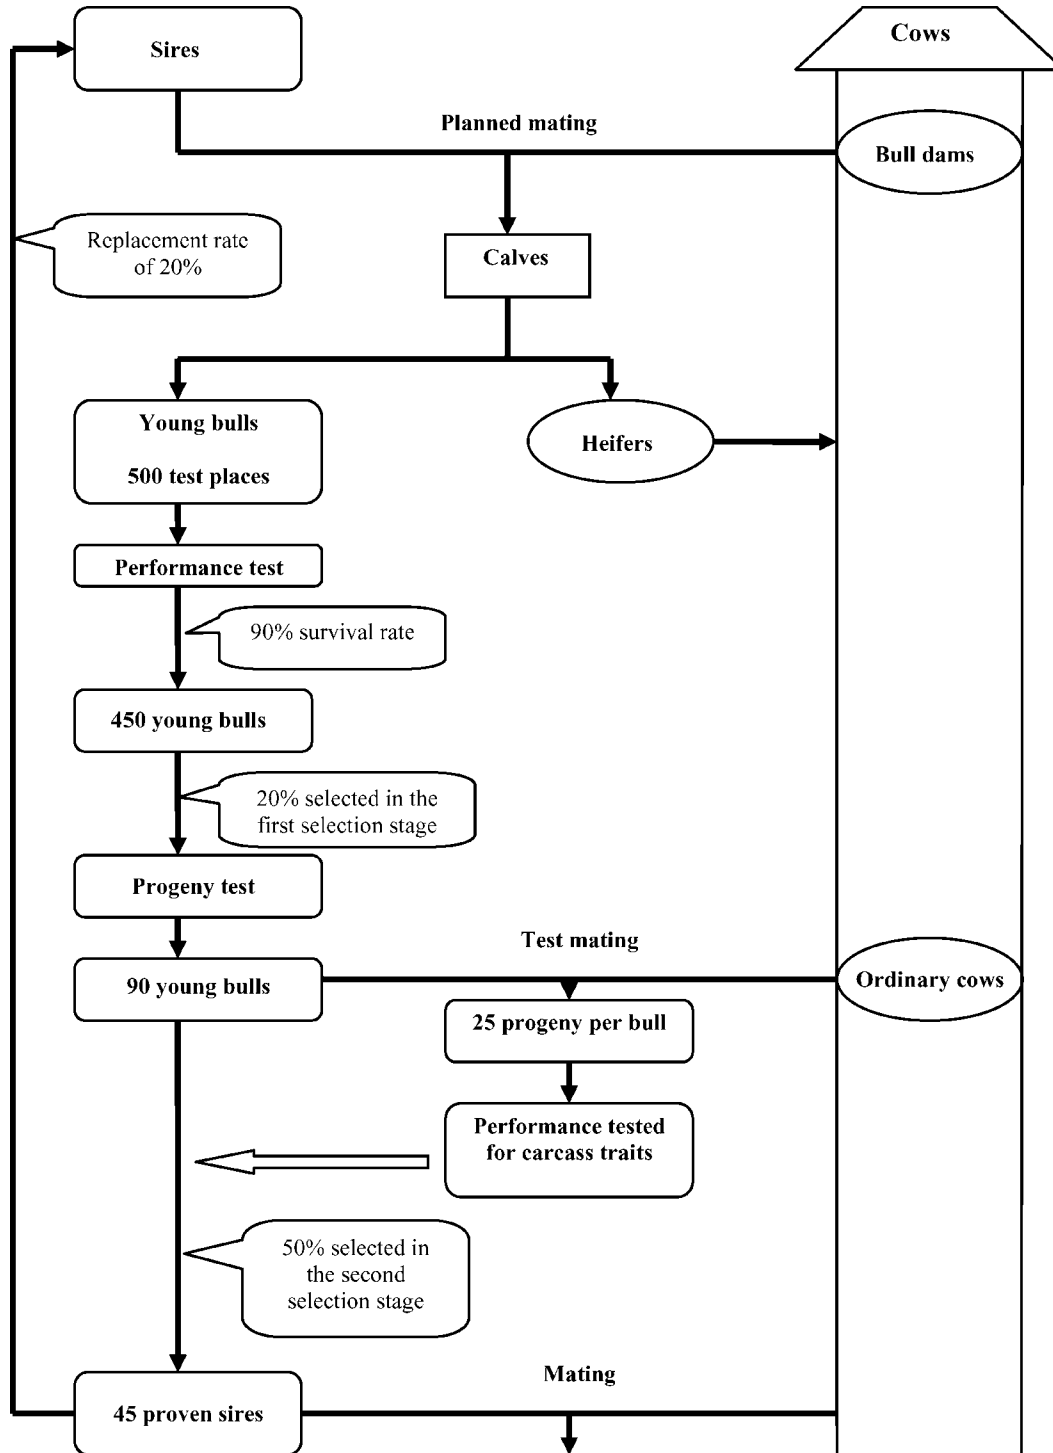 Sires
Cows
Planned mating
Bull dams
Replacement rate
of 20%
Calves
Young bulls
500 test places
Heifers
Performance test
90% survival rate
450 young bulls
20% selected in the
first selection stage
Progeny test
Test mating
90 young bulls
Ordinary cows
25 progeny per bull
Performance tested
for carcass traits
50% selected in
the second
selection stage
Mating
45 proven sires